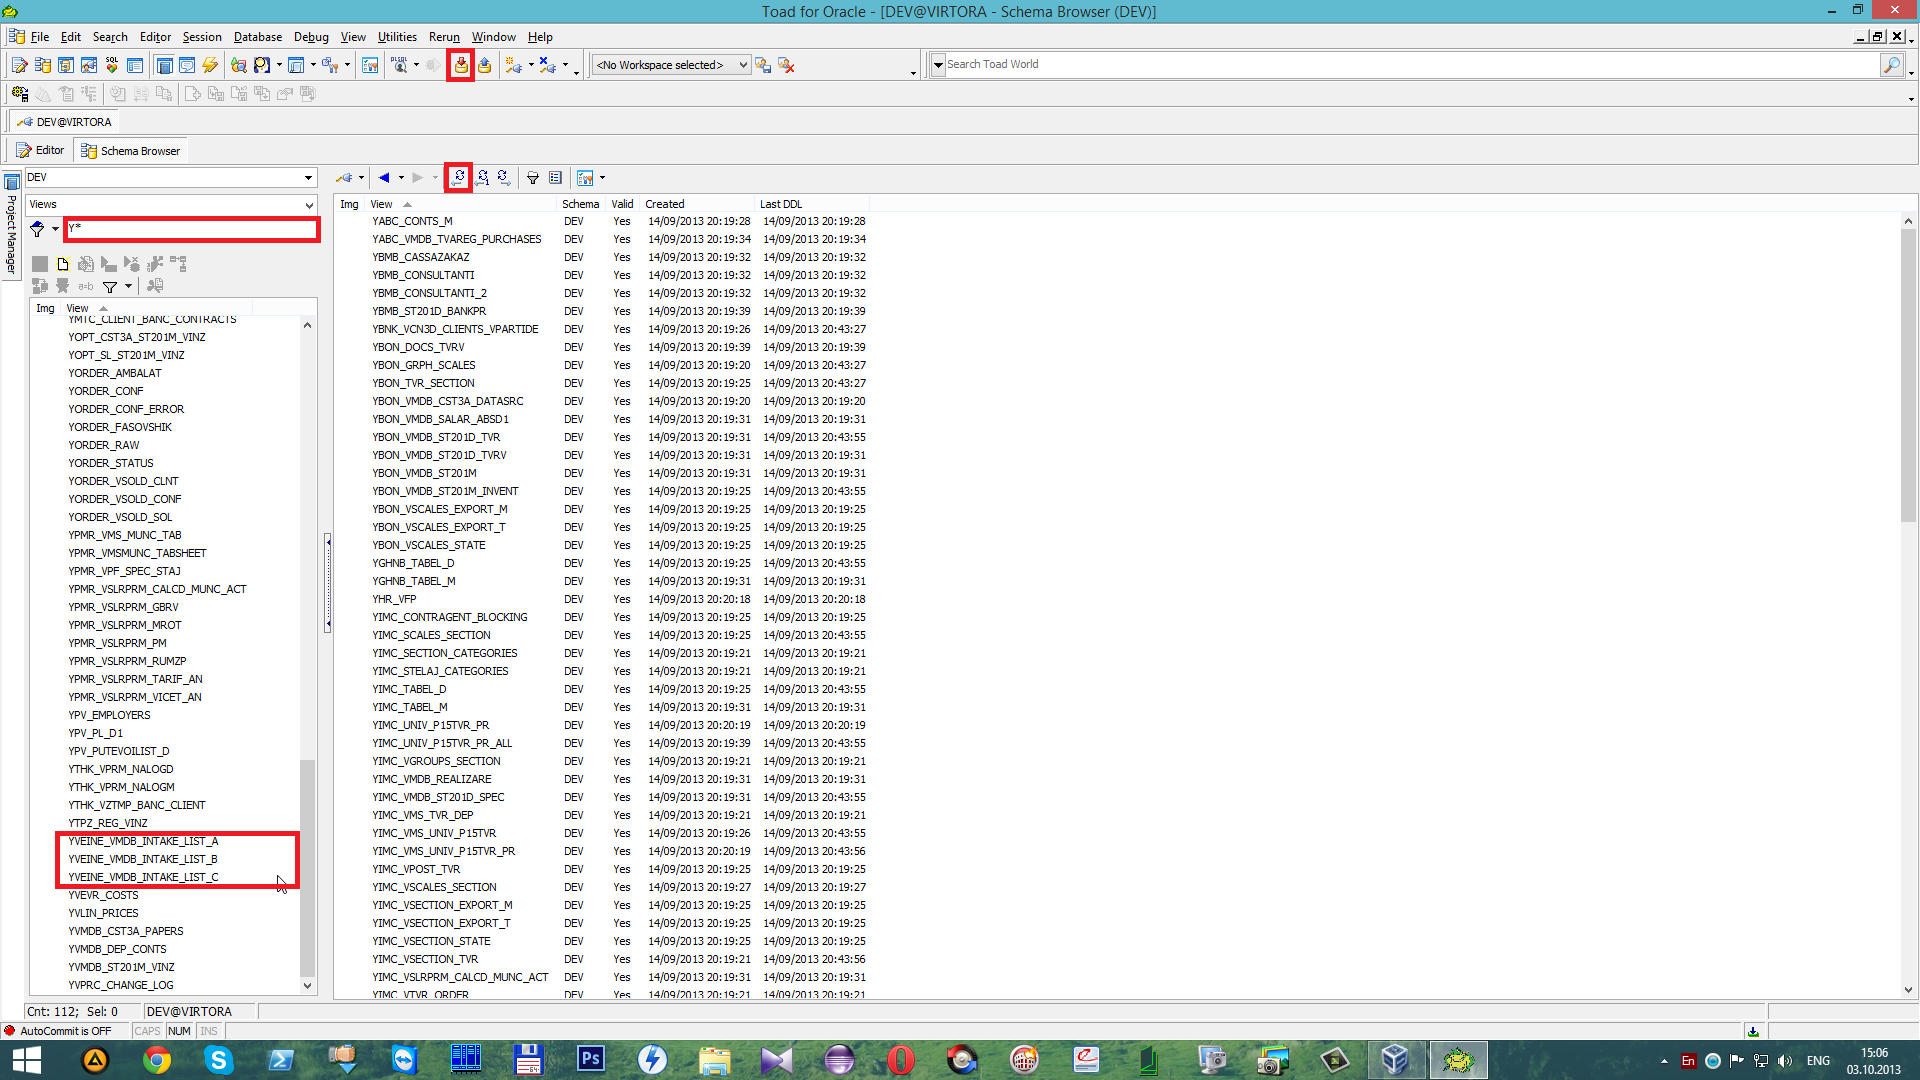 Toad for Oracle - [DEV@VIRTORA - Schema Browser (DEV)]
File Edit Search Editor Session Database Debug View Utilities Rerun Window Help
SQL
<No Workspace selected>
Search Toad World
DEV@VIRTORA
Editor Schema Browser
Project Manager
DEV
Views
Y*
Img View
YMTC_CLIENT_BANC_CONTRACTS
YOPT_CST3A_ST201M_VINZ
YOPT_SL_ST201M_VINZ
YORDER_AMBALAT
YORDER_CONF
YORDER_CONF_ERROR
YORDER_FASOVSHIK
YORDER_RAW
YORDER_STATUS
YORDER_VSOLD_CLNT
YORDER_VSOLD_CONF
YORDER_VSOLD_SOL
YPMR_VMS_MUNC_TAB
YPMR_VMSMUNC_TABSHEET
YPMR_VPF_SPEC_STAJ
YPMR_VSLRPRM_CALCD_MUNC_ACT
YPMR_VSLRPRM_GBRV
YPMR_VSLRPRM_MROT
YPMR_VSLRPRM_PM
YPMR_VSLRPRM_RUMZP
YPMR_VSLRPRM_TARIF_AN
YPMR_VSLRPRM_VICET_AN
YPV_EMPLOYERS
YPV_PL_D1
YPV_PUTEVOILIST_D
YTHK_VPRM_NALOGD
YTHK_VPRM_NALOGM
YTHK_VZTMP_BANC_CLIENT
YTPZ_REG_VINZ
YVEINE_VMDB_INTAKE_LIST_A
YVEINE_VMDB_INTAKE_LIST_B
YVEINE_VMDB_INTAKE_LIST_C
YVEVR_COSTS
YVLIN_PRICES
YVMDB_CST3A_PAPERS
YVMDB_DEP_CONTS
YVMDB_ST201M_VINZ
YVPRC_CHANGE_LOG
Img View Schema Valid Created Last DDL
YABC_CONTS_M DEV Yes 14/09/2013 20:19:28 14/09/2013 20:19:28
YABC_VMDB_TVAREG_PURCHASES DEV Yes 14/09/2013 20:19:34 14/09/2013 20:19:34
YBMB_CASSAZAKAZ DEV Yes 14/09/2013 20:19:32 14/09/2013 20:19:32
YBMB_CONSULTANTI DEV Yes 14/09/2013 20:19:32 14/09/2013 20:19:32
YBMB_CONSULTANTI_2 DEV Yes 14/09/2013 20:19:32 14/09/2013 20:19:32
YBMB_ST201D_BANKPR DEV Yes 14/09/2013 20:19:39 14/09/2013 20:19:39
YBNK_VCN3D_CLIENTS_VPARTIDE DEV Yes 14/09/2013 20:19:26 14/09/2013 20:43:27
YBON_DOCS_TVRV DEV Yes 14/09/2013 20:19:39 14/09/2013 20:19:39
YBON_GRPH_SCALES DEV Yes 14/09/2013 20:19:20 14/09/2013 20:43:27
YBON_TVR_SECTION DEV Yes 14/09/2013 20:19:25 14/09/2013 20:43:27
YBON_VMDB_CST3A_DATASRC DEV Yes 14/09/2013 20:19:20 14/09/2013 20:19:20
YBON_VMDB_SALAR_ABSD1 DEV Yes 14/09/2013 20:19:31 14/09/2013 20:19:31
YBON_VMDB_ST201D_TVR DEV Yes 14/09/2013 20:19:31 14/09/2013 20:43:55
YBON_VMDB_ST201D_TVRV DEV Yes 14/09/2013 20:19:31 14/09/2013 20:19:31
YBON_VMDB_ST201M DEV Yes 14/09/2013 20:19:31 14/09/2013 20:19:31
YBON_VMDB_ST201M_INVENT DEV Yes 14/09/2013 20:19:25 14/09/2013 20:43:55
YBON_VSCALES_EXPORT_M DEV Yes 14/09/2013 20:19:25 14/09/2013 20:19:25
YBON_VSCALES_EXPORT_T DEV Yes 14/09/2013 20:19:25 14/09/2013 20:19:25
YBON_VSCALES_STATE DEV Yes 14/09/2013 20:19:25 14/09/2013 20:19:25
YGHNB_TABEL_D DEV Yes 14/09/2013 20:19:25 14/09/2013 20:43:55
YGHNB_TABEL_M DEV Yes 14/09/2013 20:19:31 14/09/2013 20:19:31
YHR_VFP DEV Yes 14/09/2013 20:20:18 14/09/2013 20:20:18
YIMC_CONTRAGENT_BLOCKING DEV Yes 14/09/2013 20:19:25 14/09/2013 20:19:25
YIMC_SCALES_SECTION DEV Yes 14/09/2013 20:19:25 14/09/2013 20:43:55
YIMC_SECTION_CATEGORIES DEV Yes 14/09/2013 20:19:21 14/09/2013 20:19:21
YIMC_STELAJ_CATEGORIES DEV Yes 14/09/2013 20:19:21 14/09/2013 20:19:21
YIMC_TABEL_D DEV Yes 14/09/2013 20:19:25 14/09/2013 20:43:55
YIMC_TABEL_M DEV Yes 14/09/2013 20:19:31 14/09/2013 20:19:31
YIMC_UNIV_P15TVR_PR DEV Yes 14/09/2013 20:20:19 14/09/2013 20:20:19
YIMC_UNIV_P15TVR_PR_ALL DEV Yes 14/09/2013 20:19:39 14/09/2013 20:43:55
YIMC_VGROUPS_SECTION DEV Yes 14/09/2013 20:19:21 14/09/2013 20:19:21
YIMC_VMDB_REALIZARE DEV Yes 14/09/2013 20:19:31 14/09/2013 20:19:31
YIMC_VMDB_ST201D_SPEC DEV Yes 14/09/2013 20:19:31 14/09/2013 20:43:55
YIMC_VMS_TVR_DEP DEV Yes 14/09/2013 20:19:21 14/09/2013 20:19:21
YIMC_VMS_UNIV_P15TVR DEV Yes 14/09/2013 20:19:26 14/09/2013 20:43:55
YIMC_VMS_UNIV_P15TVR_PR DEV Yes 14/09/2013 20:20:19 14/09/2013 20:43:56
YIMC_VPOST_TVR DEV Yes 14/09/2013 20:19:25 14/09/2013 20:19:25
YIMC_VSCALES_SECTION DEV Yes 14/09/2013 20:19:27 14/09/2013 20:19:27
YIMC_VSECTION_EXPORT_M DEV Yes 14/09/2013 20:19:25 14/09/2013 20:19:25
YIMC_VSECTION_EXPORT_T DEV Yes 14/09/2013 20:19:25 14/09/2013 20:19:25
YIMC_VSECTION_STATE DEV Yes 14/09/2013 20:19:25 14/09/2013 20:19:25
YIMC_VSECTION_TVR DEV Yes 14/09/2013 20:19:21 14/09/2013 20:43:56
YIMC_VSLRPRM_CALCD_MUNC_ACT DEV Yes 14/09/2013 20:19:31 14/09/2013 20:19:31
YIMC_VTVR_ORDER DEV Yes 14/09/2013 20:19:21 14/09/2013 20:19:21
Cnt: 112; Sel: 0 DEV@VIRTORA
AutoCommit is OFF CAPS NUM INS
Ps
64
En
ENG
15:06
03.10.2013